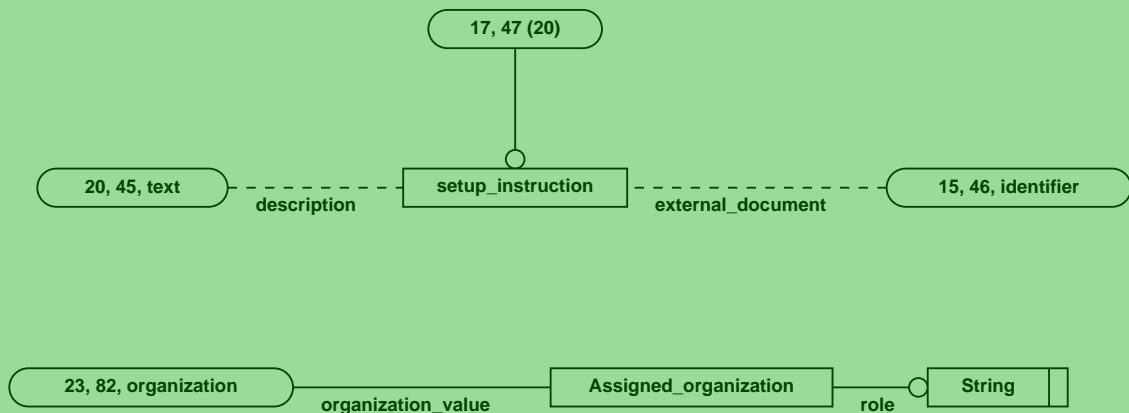 17, 47 (20)
20, 45, text
description
setup_instruction
external_document
15, 46, identifier
23, 82, organization
organization_value
Assigned_organization
role
String